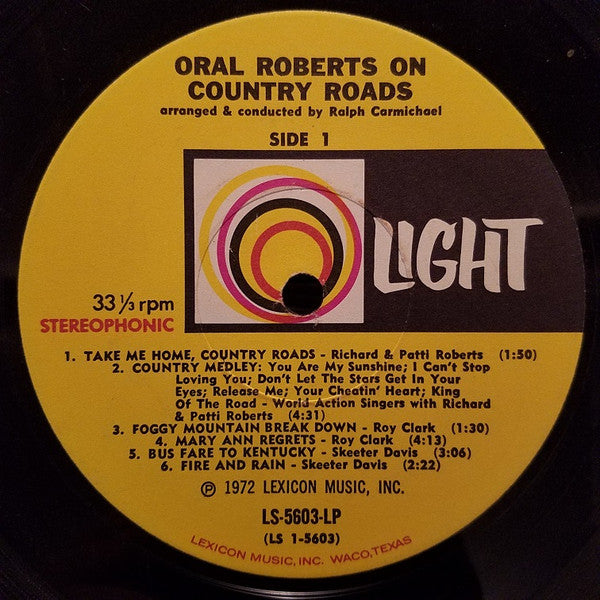 ORAL ROBERTS ON
COUNTRY ROADS
arranged & conducted by Ralph Carmichael
SIDE 1
LIGHT
33 1/3 rpm
STEREOPHONIC
1. TAKE ME HOME, COUNTRY ROADS - Richard & Patti Roberts (1:50)
2. COUNTRY MEDLEY: You Are My Sunshine; I Can't Stop
Loving You; Don't Let The Stars Get In Your
Eyes; Release Me; Your Cheatin' Heart; King
Of The Road - World Action Singers with Richard
& Patti Roberts (4:31)
3. FOGGY MOUNTAIN BREAK DOWN - Roy Clark (1:30)
4. MARY ANN REGRETS - Roy Clark (4:13)
5. BUS FARE TO KENTUCKY - Skeeter Davis (3:06)
6. FIRE AND RAIN - Skeeter Davis (2:22)
℗ 1972 LEXICON MUSIC, INC.
LS-5603-LP
(LS 1-5603)
LEXICON MUSIC, INC. WACO, TEXAS